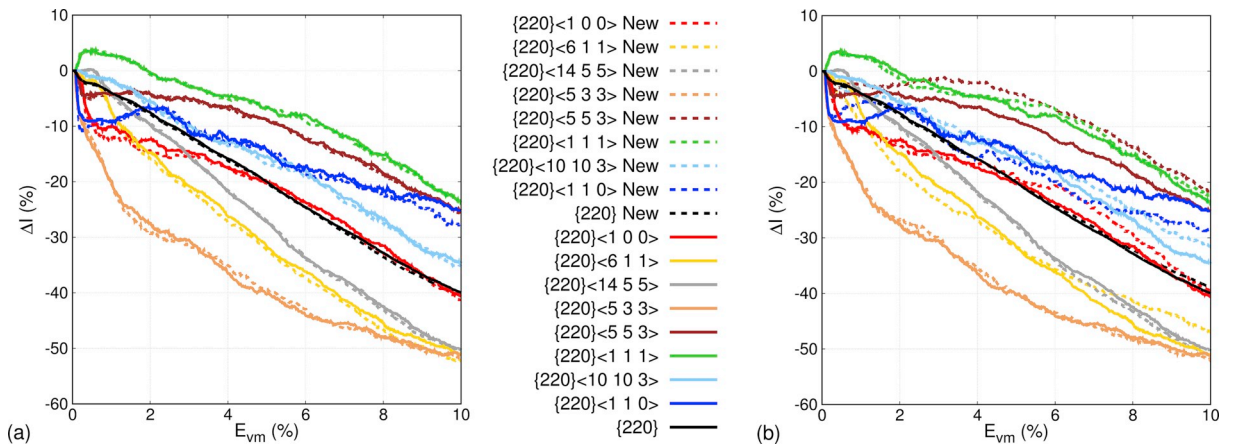 10
0
-10
-20
-30
-40
-50
-60
ΔI (%)
0 2 4 6 8 10
E_vm (%)
(a)
{220}<1 0 0> New
{220}<6 1 1> New
{220}<14 5 5> New
{220}<5 3 3> New
{220}<5 5 3> New
{220}<1 1 1> New
{220}<10 10 3> New
{220}<1 1 0> New
{220} New
{220}<1 0 0>
{220}<6 1 1>
{220}<14 5 5>
{220}<5 3 3>
{220}<5 5 3>
{220}<1 1 1>
{220}<10 10 3>
{220}<1 1 0>
{220}
10
0
-10
-20
-30
-40
-50
-60
ΔI (%)
0 2 4 6 8 10
E_vm (%)
(b)